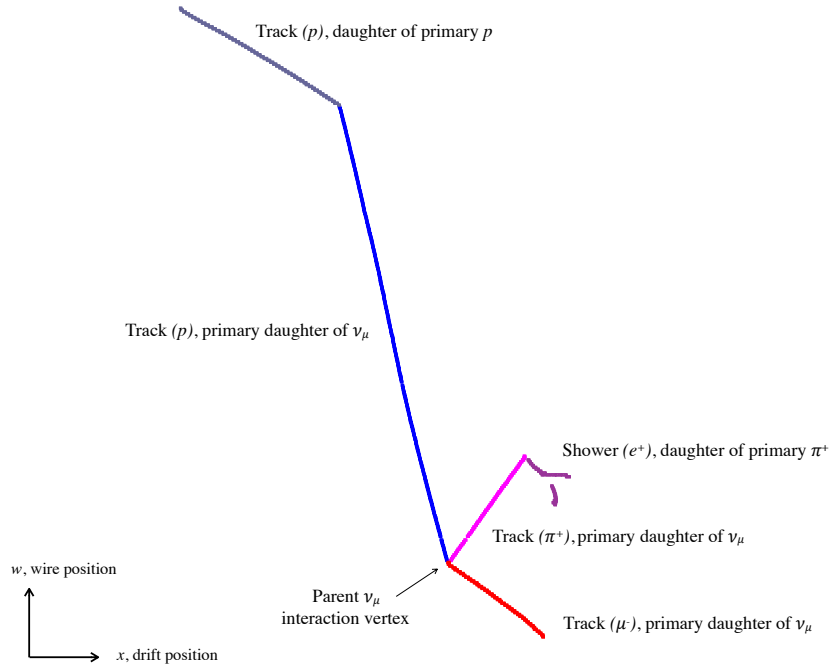 Track (p), daughter of primary p
Track (p), primary daughter of νμ
Shower (e⁺), daughter of primary π⁺
Track (π⁺), primary daughter of νμ
w, wire position
Parent νμ
interaction vertex
Track (μ⁻), primary daughter of νμ
x, drift position